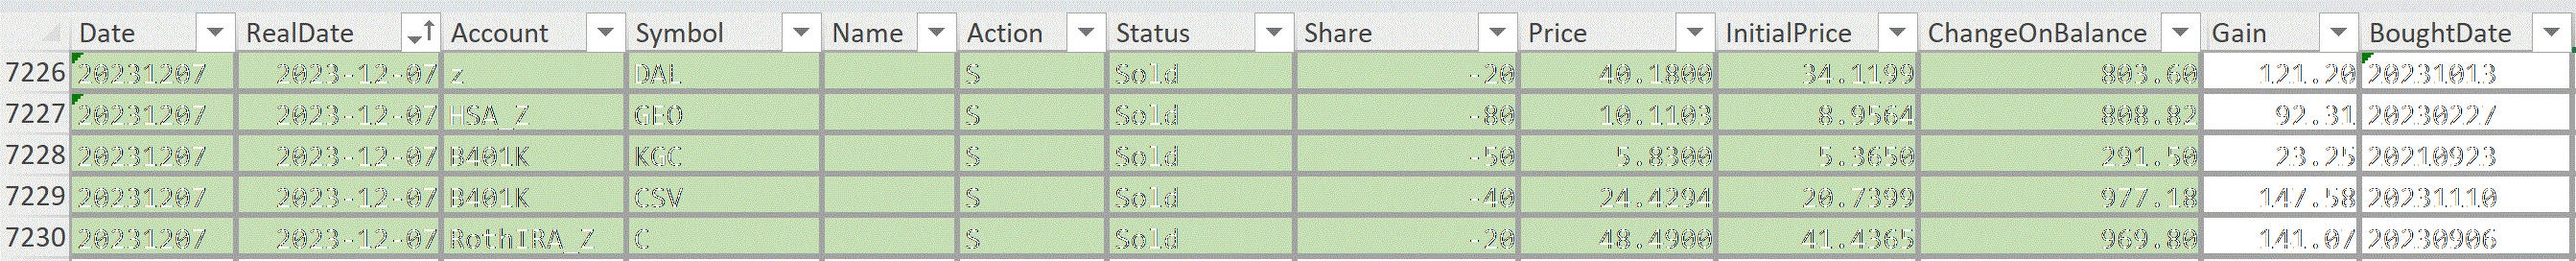 Date RealDate Account Symbol Name Action Status Share Price InitialPrice ChangeOnBalance Gain BoughtDate
7226 20231207 2023-12-07 z DAL S Sold -20 40.1800 34.1199 803.60 121.20 20231013
7227 20231207 2023-12-07 HSA_Z GEO S Sold -80 10.1103 8.9564 808.82 92.31 20230227
7228 20231207 2023-12-07 B401K KGC S Sold -50 5.8300 5.3650 291.50 23.25 20210923
7229 20231207 2023-12-07 B401K CSV S Sold -40 24.4294 20.7399 977.18 147.58 20231110
7230 20231207 2023-12-07 RothIRA_Z C S Sold -20 48.4900 41.4365 969.80 141.07 20230906